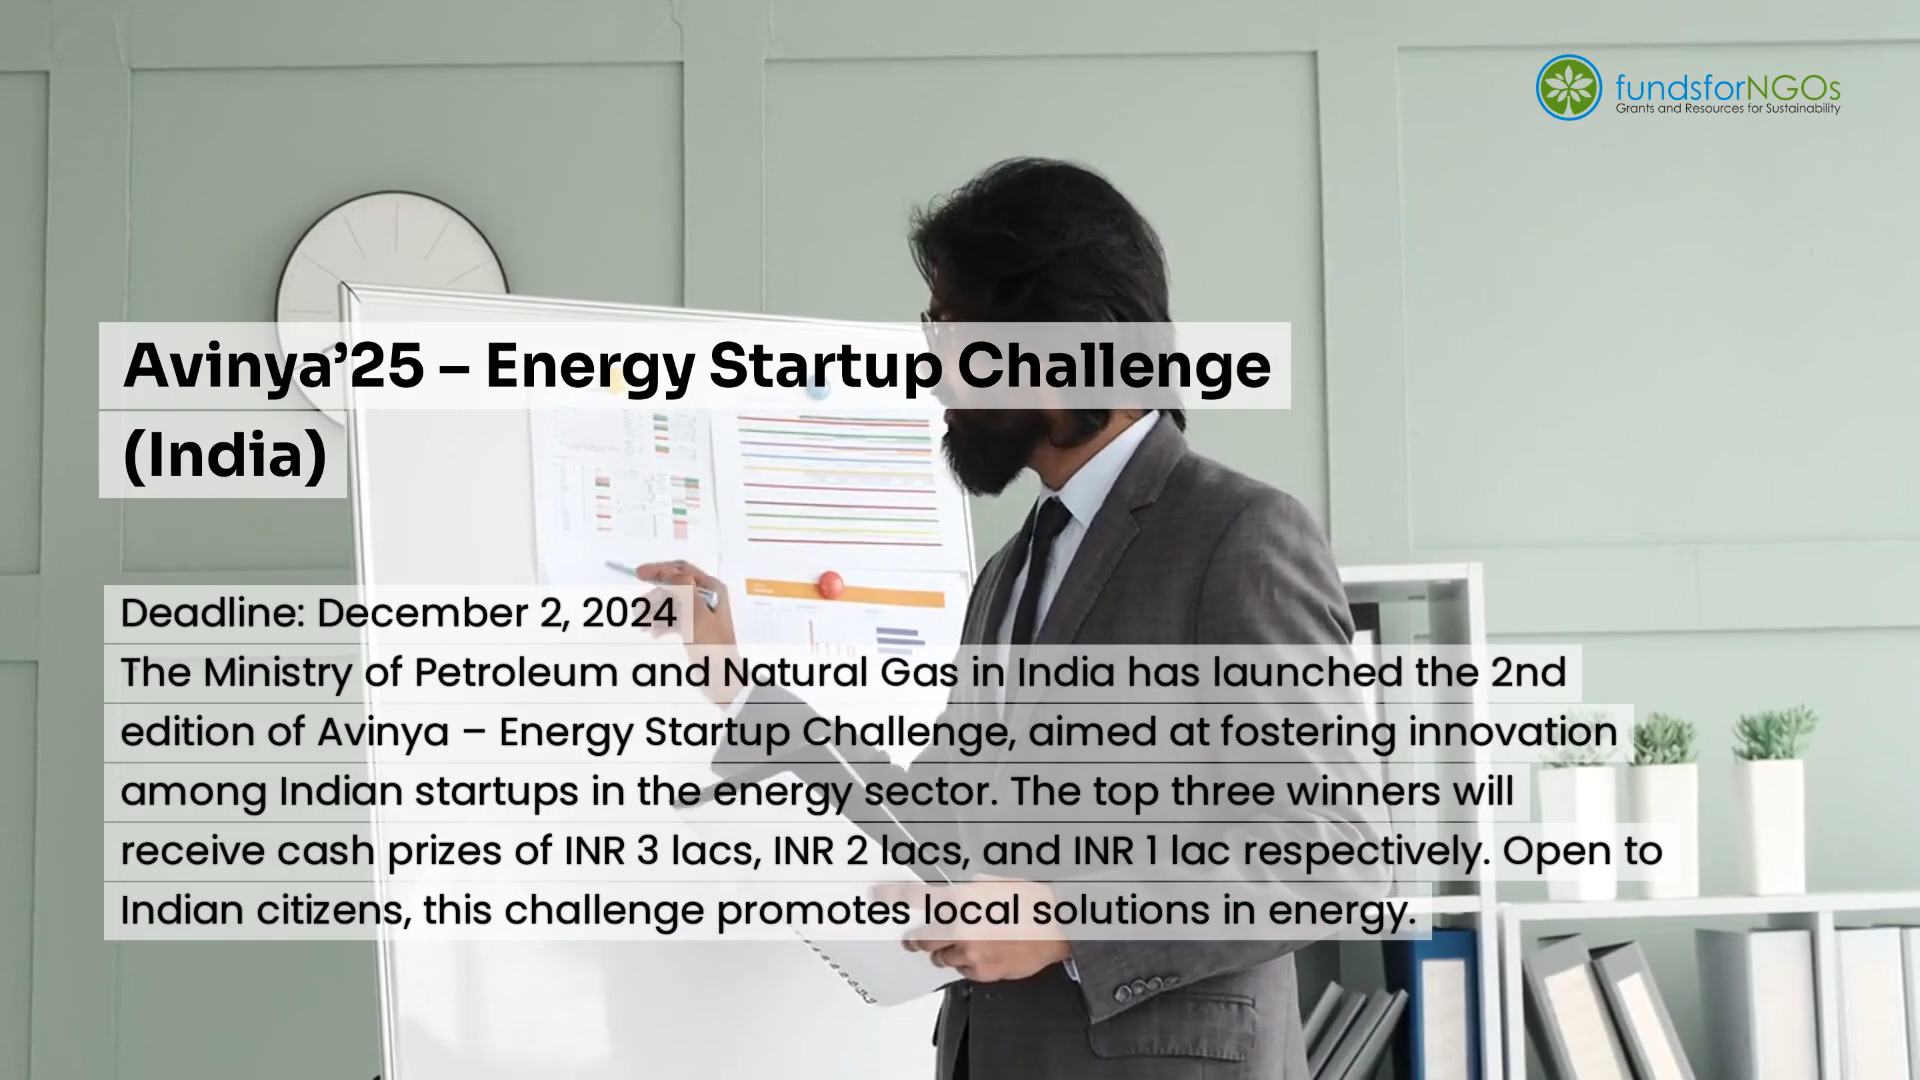 fundsforNGOs
Grants and Resources for Sustainability
Avinya’25 – Energy Startup Challenge
(India)
Deadline: December 2, 2024
The Ministry of Petroleum and Natural Gas in India has launched the 2nd
edition of Avinya – Energy Startup Challenge, aimed at fostering innovation
among Indian startups in the energy sector. The top three winners will
receive cash prizes of INR 3 lacs, INR 2 lacs, and INR 1 lac respectively. Open to
Indian citizens, this challenge promotes local solutions in energy.